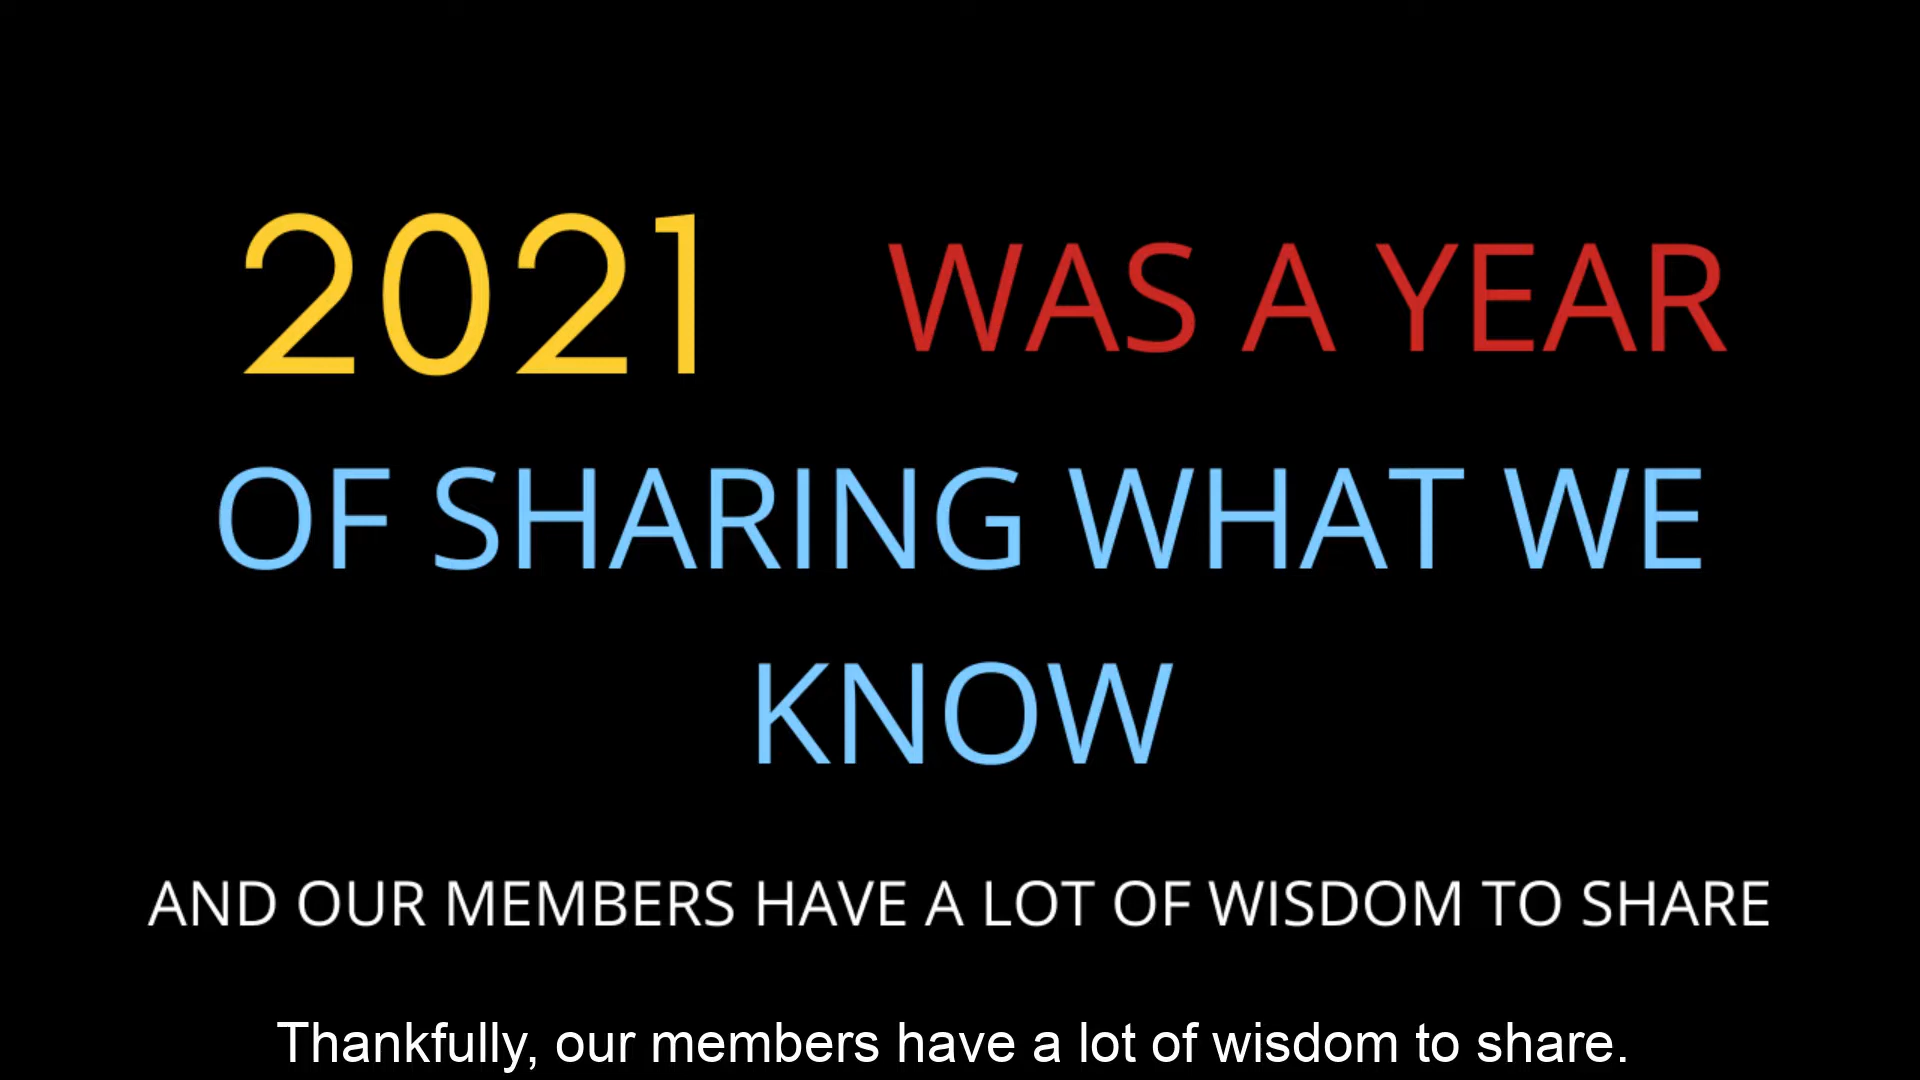 2021 WAS A YEAR
OF SHARING WHAT WE
KNOW
AND OUR MEMBERS HAVE A LOT OF WISDOM TO SHARE
Thankfully, our members have a lot of wisdom to share.